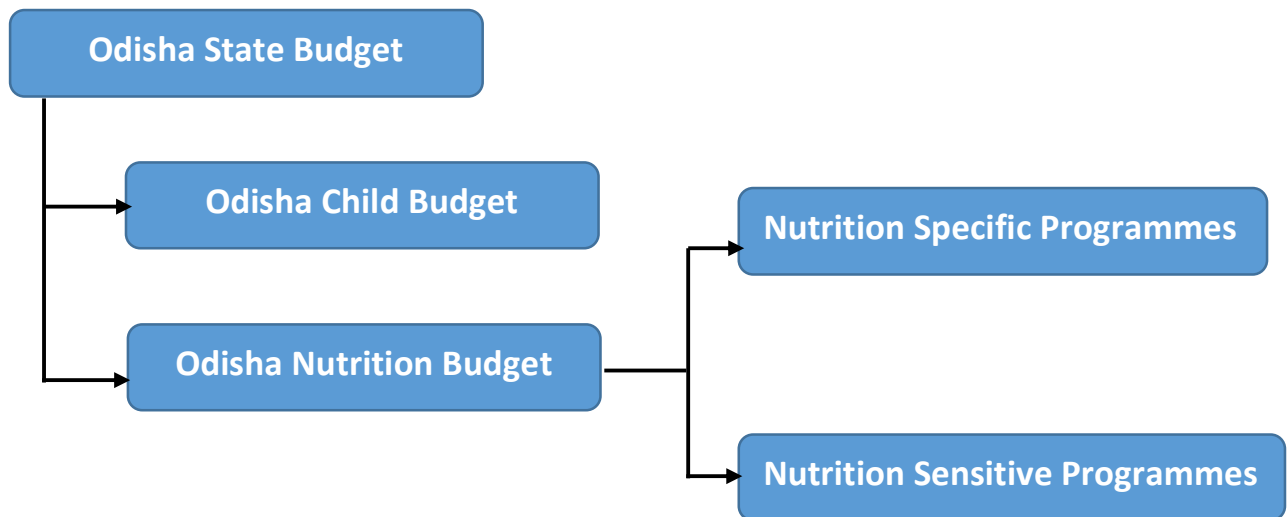 Odisha State Budget
Odisha Child Budget
Nutrition Specific Programmes
Odisha Nutrition Budget
Nutrition Sensitive Programmes